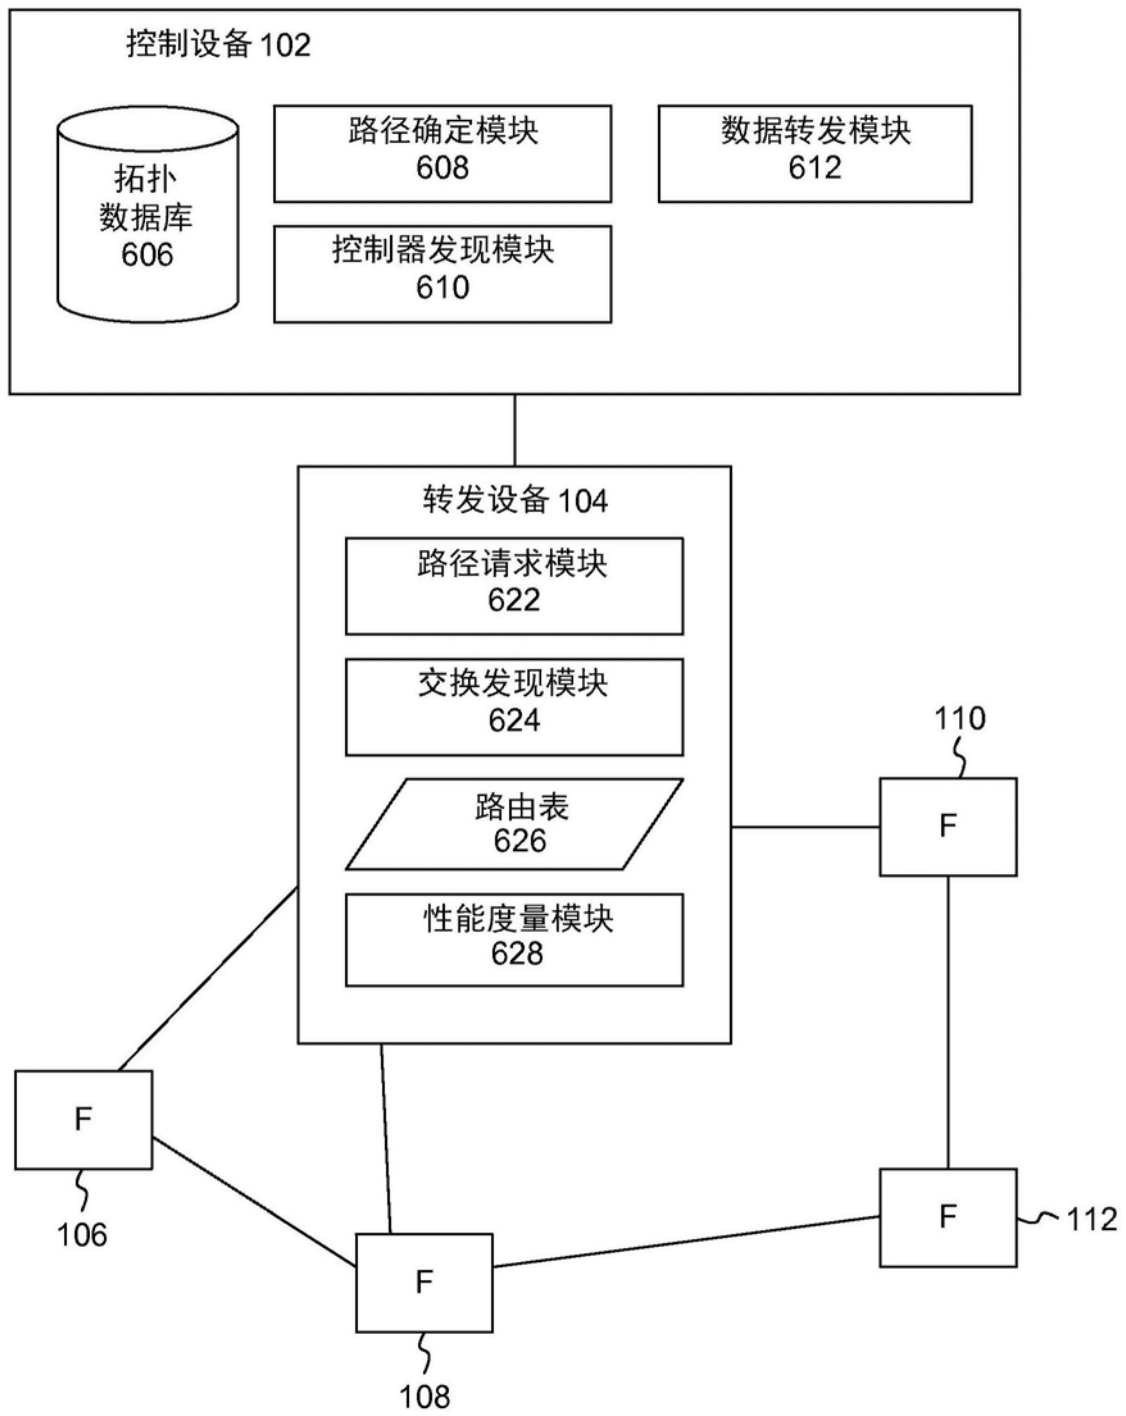 控制设备 102
拓扑
数据库
606
路径确定模块
608
数据转发模块
612
控制器发现模块
610
转发设备 104
路径请求模块
622
交换发现模块
624
路由表
626
性能度量模块
628
110
F
F
106
F
108
F
112